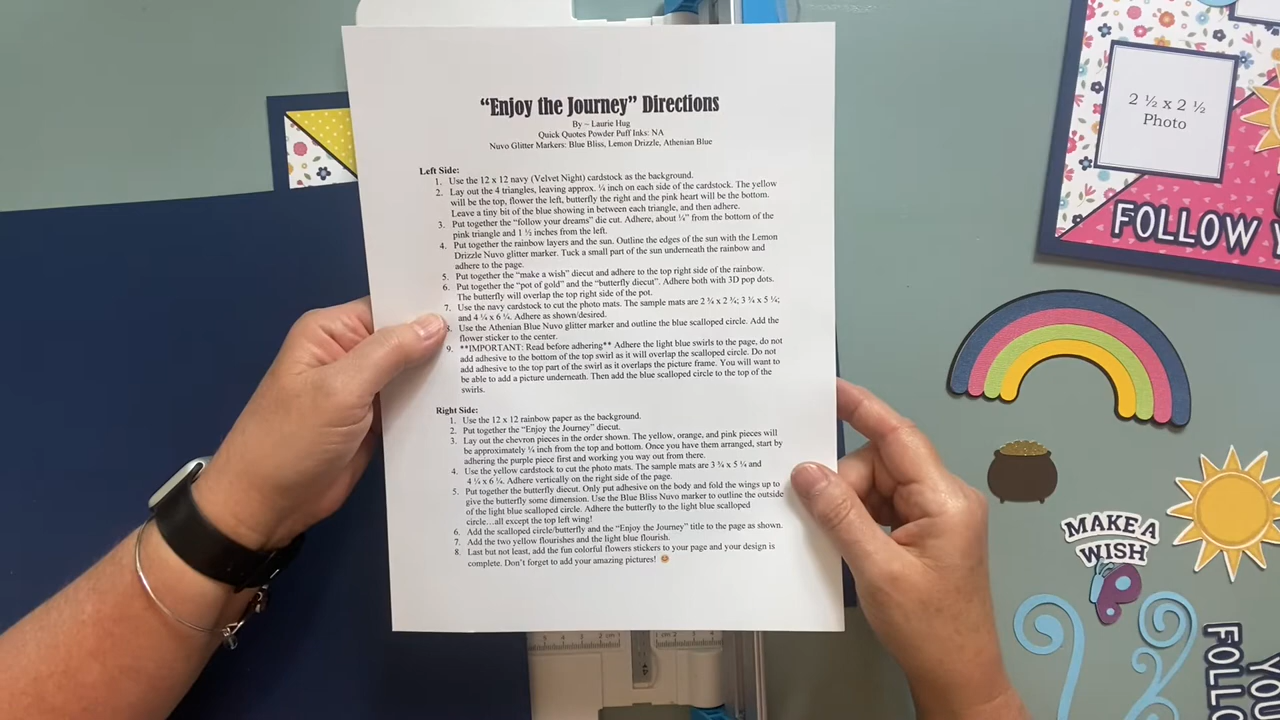 "Enjoy the Journey" Directions
By ~ Laurie Hug
Quick Quotes Powder Puff Inks: NA
Nuvo Glitter Markers: Blue Bliss, Lemon Drizzle, Athenian Blue
Left Side:
1. Use the 12 x 12 navy (Velvet Night) cardstock as the background.
2. Lay out the 4 triangles, leaving approx. ¼ inch on each side of the cardstock. The yellow
will be the top, flower the left, butterfly the right and the pink heart will be the bottom.
Leave a tiny bit of the blue showing in between each triangle, and then adhere.
3. Put together the "follow your dreams" die cut. Adhere, about ¼" from the bottom of the
pink triangle and 1 ½ inches from the left.
4. Put together the rainbow layers and the sun. Outline the edges of the sun with the Lemon
Drizzle Nuvo glitter marker. Tuck a small part of the sun underneath the rainbow and
adhere to the page.
5. Put together the "make a wish" diecut and adhere to the top right side of the rainbow.
6. Put together the "pot of gold" and the "butterfly diecut". Adhere both with 3D pop dots.
The butterfly will overlap the top right side of the pot.
7. Use the navy cardstock to cut the photo mats. The sample mats are 2 ¾ x 2 ¾; 3 ¾ x 5 ¼;
and 4 ¼ x 6 ¼. Adhere as shown/desired.
Use the Athenian Blue Nuvo glitter marker and outline the blue scalloped circle. Add the
flower sticker to the center.
9. **IMPORTANT: Read before adhering** Adhere the light blue swirls to the page, do not
add adhesive to the bottom of the top swirl as it will overlap the scalloped circle. Do not
add adhesive to the top part of the swirl as it overlaps the picture frame. You will want to
be able to add a picture underneath. Then add the blue scalloped circle to the top of the
swirls.
Right Side:
1. Use the 12 x 12 rainbow paper as the background.
2. Put together the "Enjoy the Journey" diecut.
3. Lay out the chevron pieces in the order shown. The yellow, orange, and pink pieces will
be approximately ¼ inch from the top and bottom. Once you have them arranged, start by
adhering the purple piece first and working you way out from there.
4. Use the yellow cardstock to cut the photo mats. The sample mats are 3 ¾ x 5 ¼ and
4 ¼ x 6 ¼. Adhere vertically on the right side of the page.
5. Put together the butterfly diecut. Only put adhesive on the body and fold the wings up to
give the butterfly some dimension. Use the Blue Bliss Nuvo marker to outline the outside
of the light blue scalloped circle. Adhere the butterfly to the light blue scalloped
circle…all except the top left wing!
6. Add the scalloped circle/butterfly and the "Enjoy the Journey" title to the page as shown.
7. Add the two yellow flourishes and the light blue flourish.
8. Last but not least, add the fun colorful flowers stickers to your page and your design is
complete. Don't forget to add your amazing pictures! 😊
2 ½ x 2 ½
Photo
FOLLOW
MAKE A
WISH
YOU
FOLLO
cm
1 cm 2